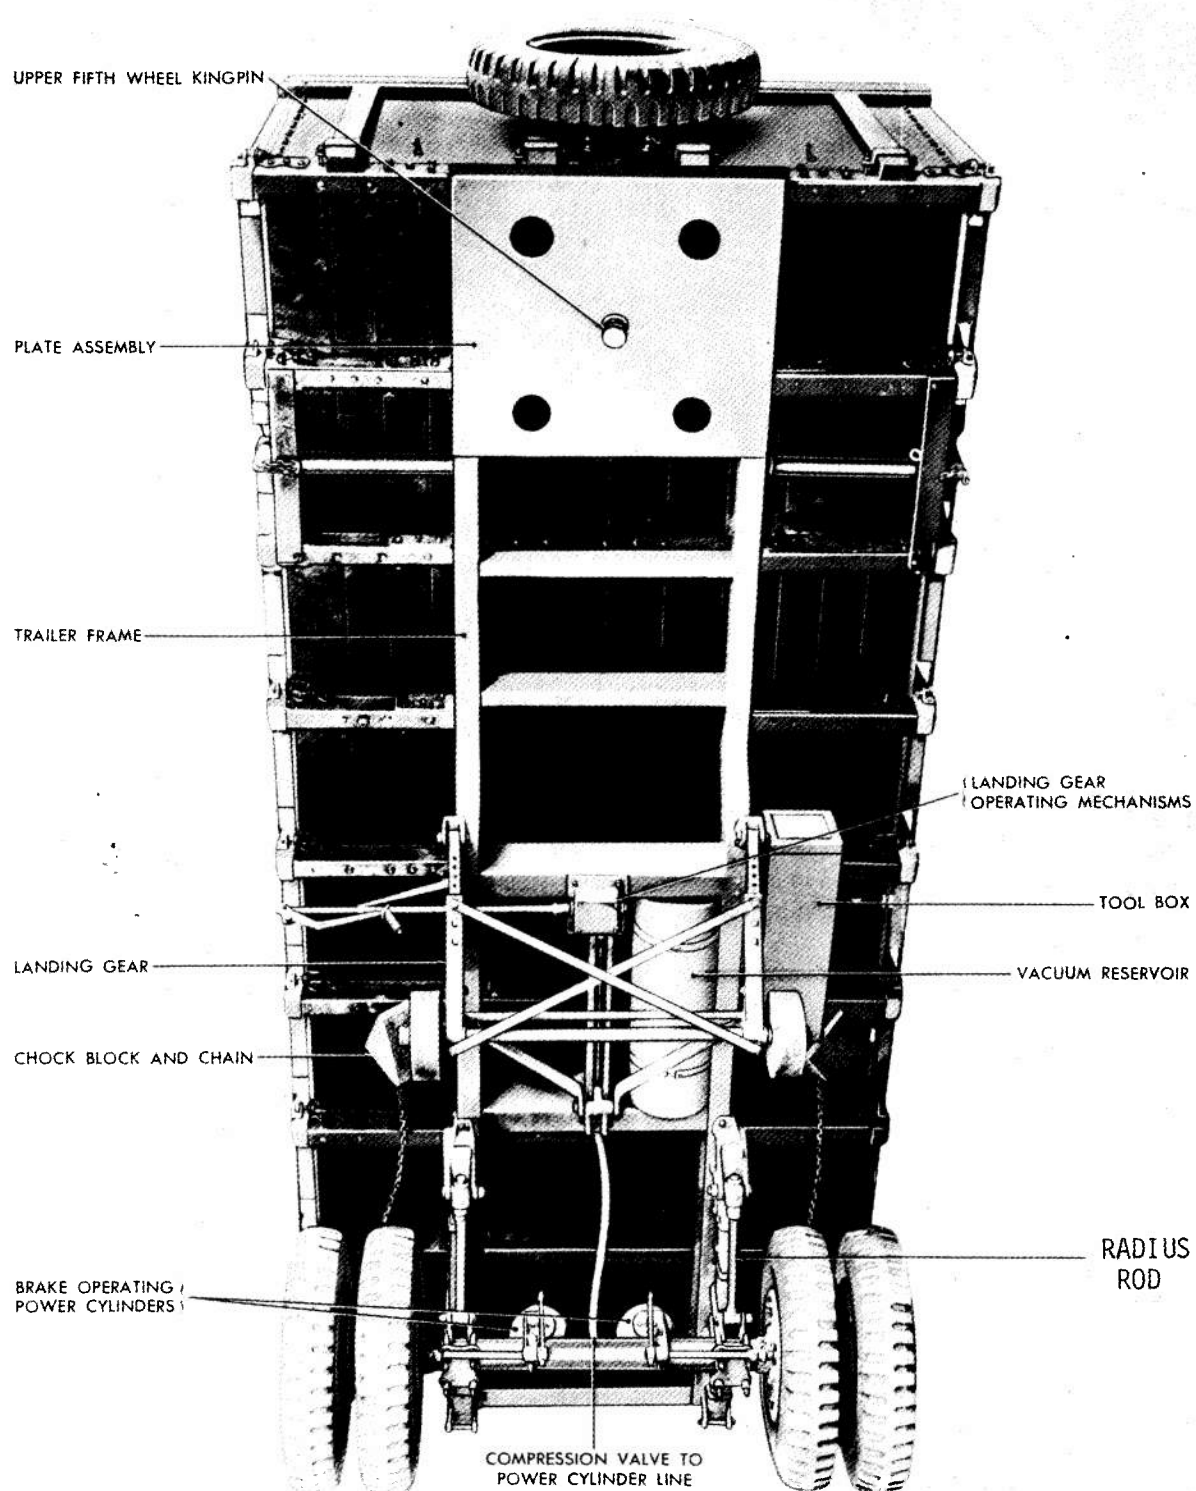 UPPER FIFTH WHEEL KINGPIN
PLATE ASSEMBLY
TRAILER FRAME
LANDING GEAR
OPERATING MECHANISMS
TOOL BOX
LANDING GEAR
VACUUM RESERVOIR
CHOCK BLOCK AND CHAIN
RADIUS
ROD
BRAKE OPERATING
POWER CYLINDERS
COMPRESSION VALVE TO
POWER CYLINDER LINE